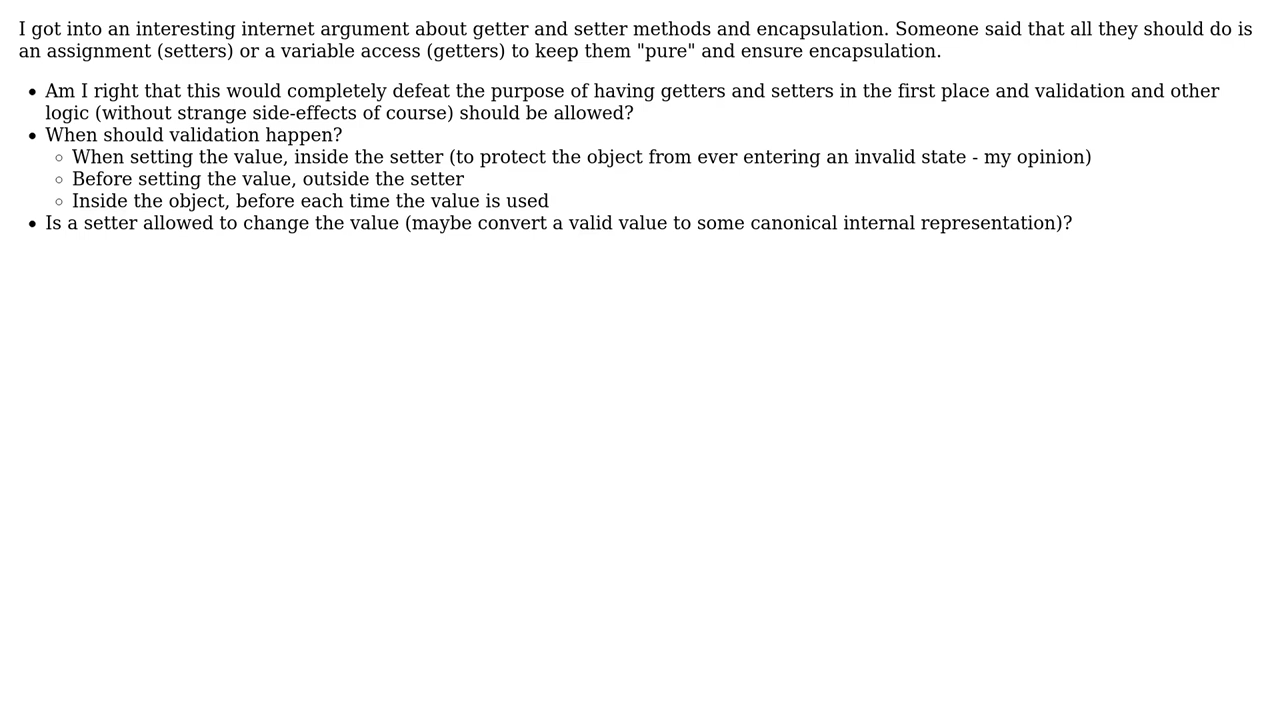 I got into an interesting internet argument about getter and setter methods and encapsulation. Someone said that all they should do is
an assignment (setters) or a variable access (getters) to keep them "pure" and ensure encapsulation.
• Am I right that this would completely defeat the purpose of having getters and setters in the first place and validation and other
logic (without strange side-effects of course) should be allowed?
• When should validation happen?
◦ When setting the value, inside the setter (to protect the object from ever entering an invalid state - my opinion)
◦ Before setting the value, outside the setter
◦ Inside the object, before each time the value is used
• Is a setter allowed to change the value (maybe convert a valid value to some canonical internal representation)?